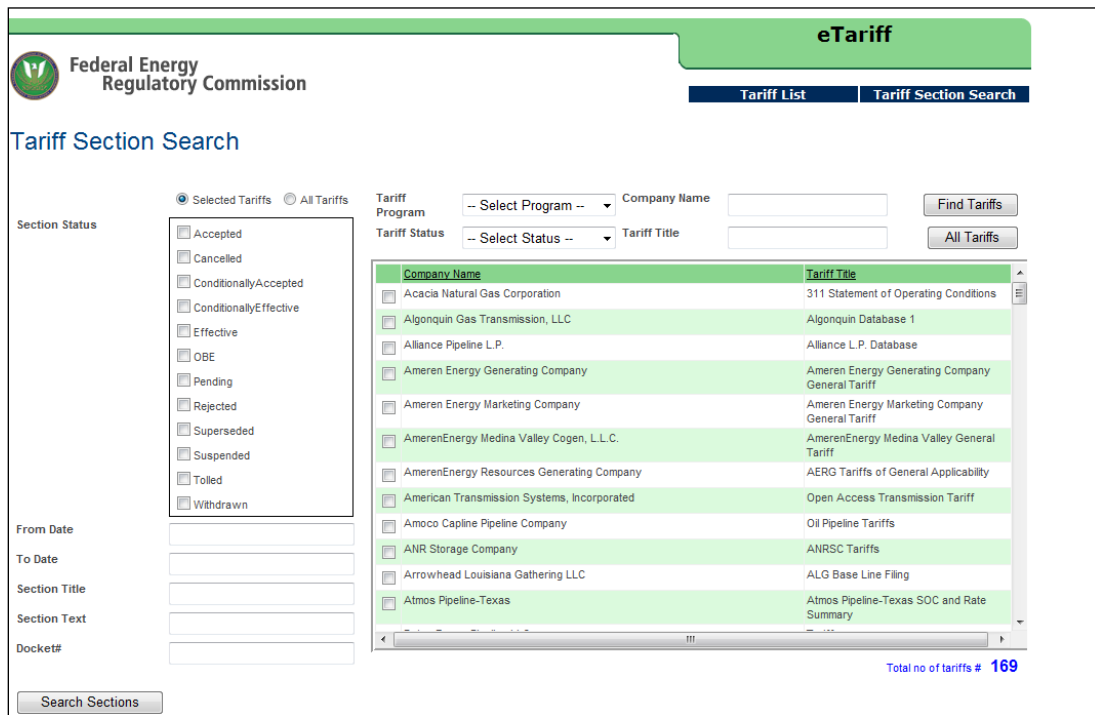 eTariff
Federal Energy
Regulatory Commission
Tariff List
Tariff Section Search
Tariff Section Search
Selected Tariffs All Tariffs
Section Status
Accepted
Cancelled
ConditionallyAccepted
ConditionallyEffective
Effective
OBE
Pending
Rejected
Superseded
Suspended
Tolled
Withdrawn
From Date
To Date
Section Title
Section Text
Docket#
Search Sections
Tariff
Program
-- Select Program --
Company Name
Find Tariffs
Tariff Status
-- Select Status --
Tariff Title
All Tariffs
Company Name Tariff Title
Acacia Natural Gas Corporation 311 Statement of Operating Conditions
Algonquin Gas Transmission, LLC Algonquin Database 1
Alliance Pipeline L.P. Alliance L.P. Database
Ameren Energy Generating Company Ameren Energy Generating Company
General Tariff
Ameren Energy Marketing Company Ameren Energy Marketing Company
General Tariff
AmerenEnergy Medina Valley Cogen, L.L.C. AmerenEnergy Medina Valley General
Tariff
AmerenEnergy Resources Generating Company AERG Tariffs of General Applicability
American Transmission Systems, Incorporated Open Access Transmission Tariff
Amoco Capline Pipeline Company Oil Pipeline Tariffs
ANR Storage Company ANRSC Tariffs
Arrowhead Louisiana Gathering LLC ALG Base Line Filing
Atmos Pipeline-Texas Atmos Pipeline-Texas SOC and Rate
Summary
Total no of tariffs # 169